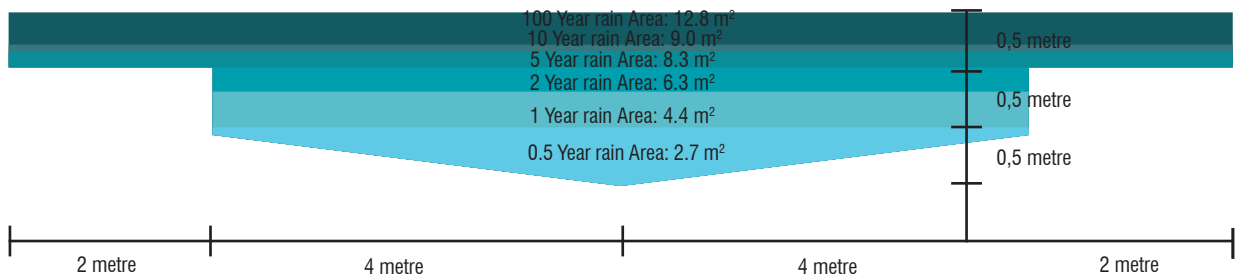 100 Year rain Area: 12.8 m²
10 Year rain Area: 9.0 m²
5 Year rain Area: 8.3 m²
2 Year rain Area: 6.3 m²
1 Year rain Area: 4.4 m²
0.5 Year rain Area: 2.7 m²
0,5 metre
0,5 metre
0,5 metre
2 metre
4 metre
4 metre
2 metre